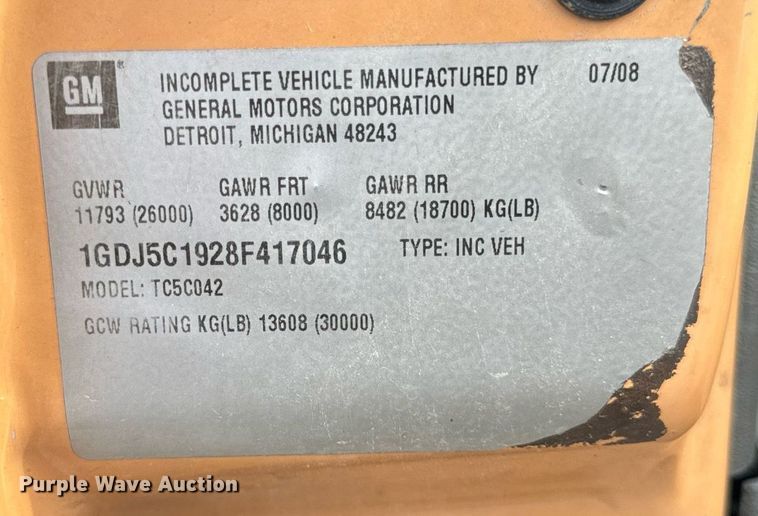 GM ®
INCOMPLETE VEHICLE MANUFACTURED BY 07/08
GENERAL MOTORS CORPORATION
DETROIT, MICHIGAN 48243
GVWR GAWR FRT GAWR RR
11793 (26000) 3628 (8000) 8482 (18700) KG(LB)
1GDJ5C1928F417046 TYPE: INC VEH
MODEL: TC5C042
GCW RATING KG(LB) 13608 (30000)
Purple Wave Auction